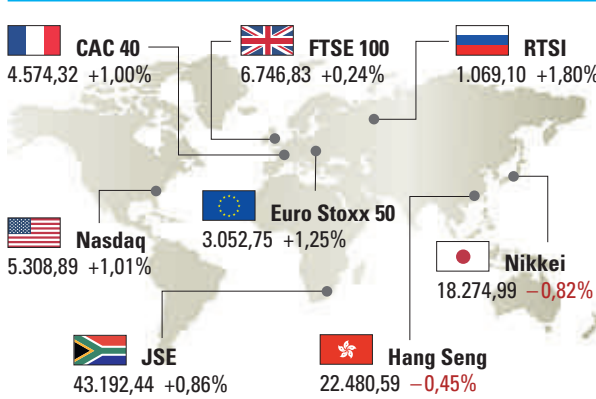 CAC 40
4.574,32 +1,00%
FTSE 100
6.746,83 +0,24%
RTSI
1.069,10 +1,80%
Euro Stoxx 50
3.052,75 +1,25%
Nasdaq
5.308,89 +1,01%
Nikkei
18.274,99 −0,82%
JSE
43.192,44 +0,86%
Hang Seng
22.480,59 −0,45%